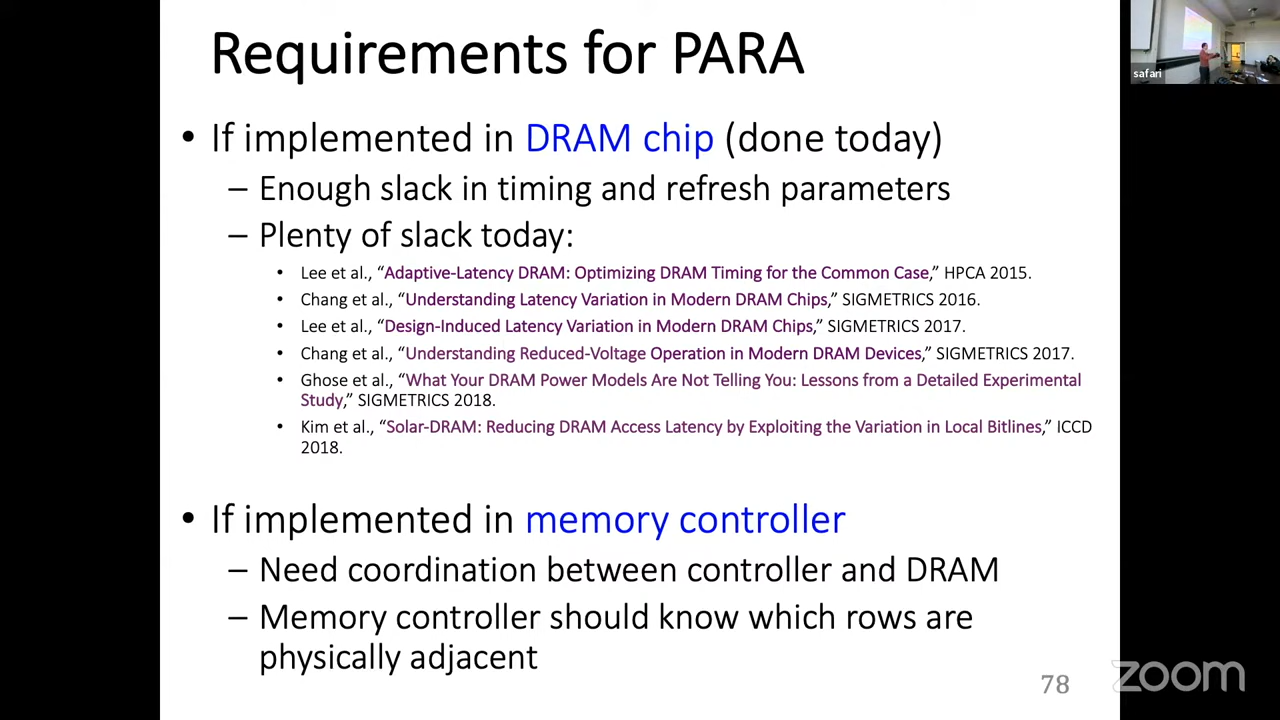 Requirements for PARA
safari
• If implemented in DRAM chip (done today)
– Enough slack in timing and refresh parameters
– Plenty of slack today:
• Lee et al., “Adaptive-Latency DRAM: Optimizing DRAM Timing for the Common Case,” HPCA 2015.
• Chang et al., “Understanding Latency Variation in Modern DRAM Chips,” SIGMETRICS 2016.
• Lee et al., “Design-Induced Latency Variation in Modern DRAM Chips,” SIGMETRICS 2017.
• Chang et al., “Understanding Reduced-Voltage Operation in Modern DRAM Devices,” SIGMETRICS 2017.
• Ghose et al., “What Your DRAM Power Models Are Not Telling You: Lessons from a Detailed Experimental
Study,” SIGMETRICS 2018.
• Kim et al., “Solar-DRAM: Reducing DRAM Access Latency by Exploiting the Variation in Local Bitlines,” ICCD
2018.
• If implemented in memory controller
– Need coordination between controller and DRAM
– Memory controller should know which rows are
physically adjacent
78
zoom